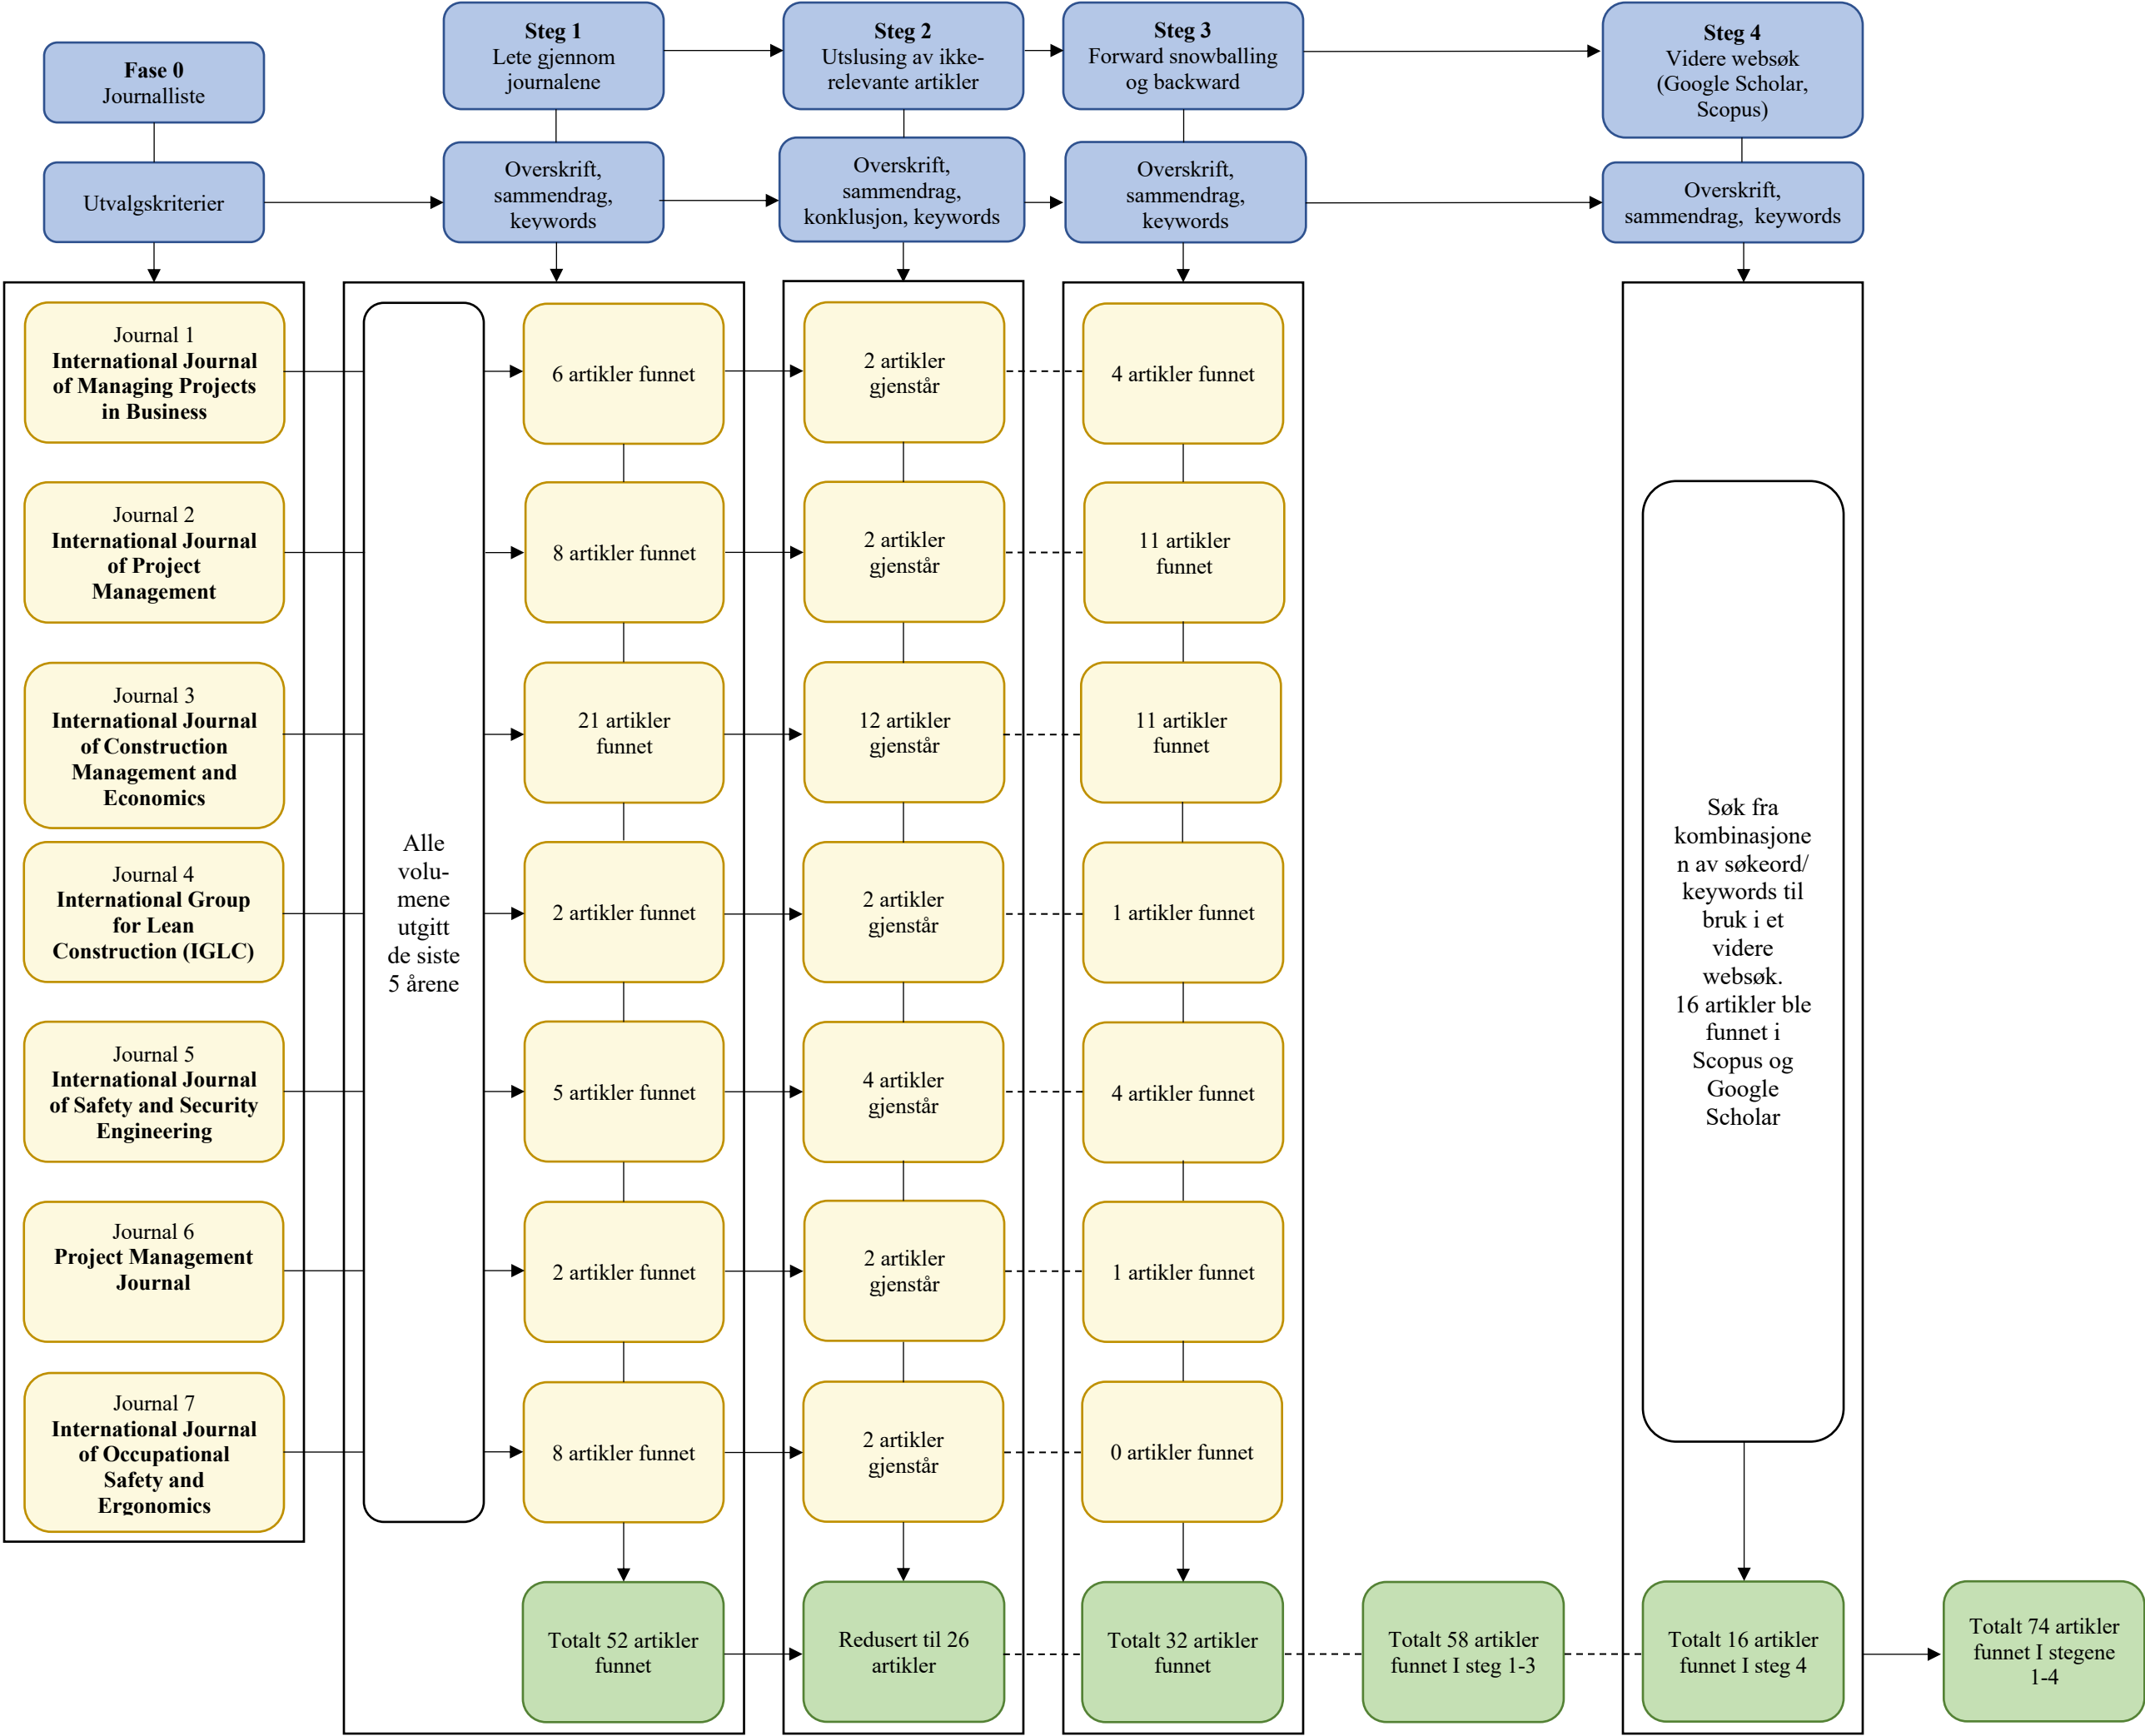 Fase 0
Journalliste
Steg 1
Lete gjennom
journalene
Steg 2
Utslusing av ikke-
relevante artikler
Steg 3
Forward snowballing
og backward
Steg 4
Videre websøk
(Google Scholar,
Scopus)
Utvalgskriterier
Overskrift,
sammendrag,
keywords
Overskrift,
sammendrag,
konklusjon, keywords
Overskrift,
sammendrag,
keywords
Overskrift,
sammendrag, keywords
Journal 1
International Journal
of Managing Projects
in Business
6 artikler funnet
2 artikler
gjenstår
4 artikler funnet
Journal 2
International Journal
of Project
Management
8 artikler funnet
2 artikler
gjenstår
11 artikler
funnet
Journal 3
International Journal
of Construction
Management and
Economics
21 artikler
funnet
12 artikler
gjenstår
11 artikler
funnet
Journal 4
International Group
for Lean
Construction (IGLC)
2 artikler funnet
2 artikler
gjenstår
1 artikler funnet
Journal 5
International Journal
of Safety and Security
Engineering
5 artikler funnet
4 artikler
gjenstår
4 artikler funnet
Journal 6
Project Management
Journal
2 artikler funnet
2 artikler
gjenstår
1 artikler funnet
Journal 7
International Journal
of Occupational
Safety and
Ergonomics
8 artikler funnet
2 artikler
gjenstår
0 artikler funnet
Alle
volu-
mene
utgitt
de siste
5 årene
Søk fra
kombinasjone
n av søkeord/
keywords til
bruk i et
videre
websøk.
16 artikler ble
funnet i
Scopus og
Google
Scholar
Totalt 52 artikler
funnet
Redusert til 26
artikler
Totalt 32 artikler
funnet
Totalt 58 artikler
funnet I steg 1-3
Totalt 16 artikler
funnet I steg 4
Totalt 74 artikler
funnet I stegene
1-4